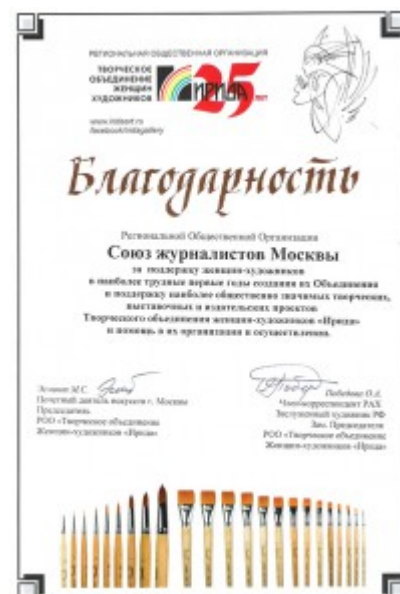 РЕГИОНАЛЬНАЯ ОБЩЕСТВЕННАЯ ОРГАНИЗАЦИЯ
ТВОРЧЕСКОЕ
ОБЪЕДИНЕНИЕ
ЖЕНЩИН
ХУДОЖНИКОВ
ИРИДА
25 лет
Благодарность
Региональной Общественной Организации
Союз журналистов Москвы
за поддержку женщин-художников
в наиболее трудные первые годы создания их Объединения
и поддержку наиболее общественно значимых творческих,
выставочных и издательских проектов
Творческого объединения женщин-художников «Ирида»
и помощь в их организации и осуществлении.
М.С.
Почетный деятель искусств г. Москвы
Председатель
РОО «Творческое объединение
Женщин-художников «Ирида»
О.А.
Член-корреспондент РАХ
Заслуженный художник РФ
Зам. Председателя
РОО «Творческое объединение
Женщин-художников «Ирида»